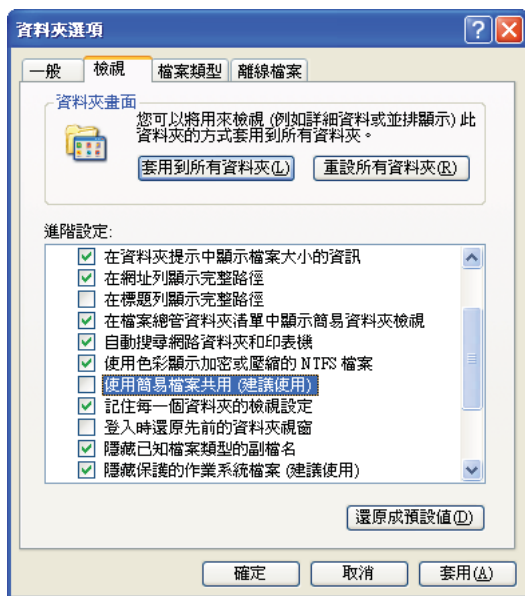 資料夾選項
一般 檢視 檔案類型 離線檔案
資料夾畫面
您可以將用來檢視 (例如詳細資料或並排顯示) 此
資料夾的方式套用到所有資料夾。
套用到所有資料夾(L) 重設所有資料夾(R)
進階設定:
在資料夾提示中顯示檔案大小的資訊
在網址列顯示完整路徑
在標題列顯示完整路徑
在檔案總管資料夾清單中顯示簡易資料夾檢視
自動搜尋網路資料夾和印表機
使用色彩顯示加密或壓縮的 NTFS 檔案
使用簡易檔案共用 (建議使用)
記住每一個資料夾的檢視設定
登入時還原先前的資料夾視窗
隱藏已知檔案類型的副檔名
隱藏保護的作業系統檔案 (建議使用)
還原成預設值(D)
確定 取消 套用(A)